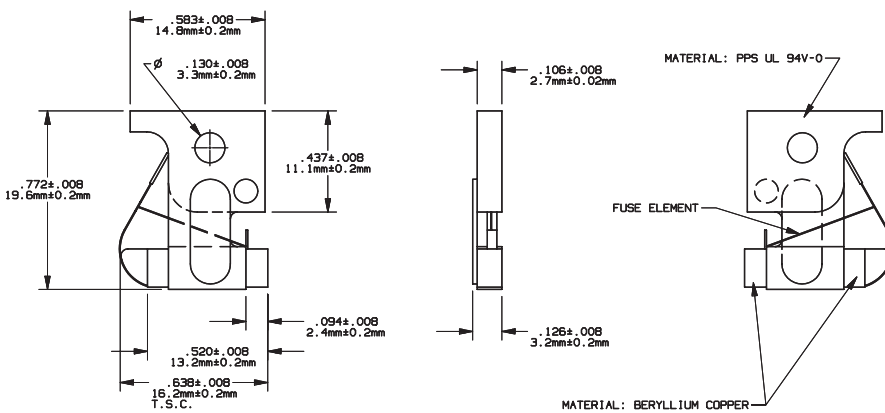 .583±.008
14.8mm±0.2mm
Ø .130±.008
3.3mm±0.2mm
.772±.008
19.6mm±0.2mm
.437±.008
11.1mm±0.2mm
.094±.008
2.4mm±0.2mm
.520±.008
13.2mm±0.2mm
.638±.008
16.2mm±0.2mm
T.S.C.
.106±.008
2.7mm±0.02mm
.126±.008
3.2mm±0.2mm
MATERIAL: PPS UL 94V-0
FUSE ELEMENT
MATERIAL: BERYLLIUM COPPER